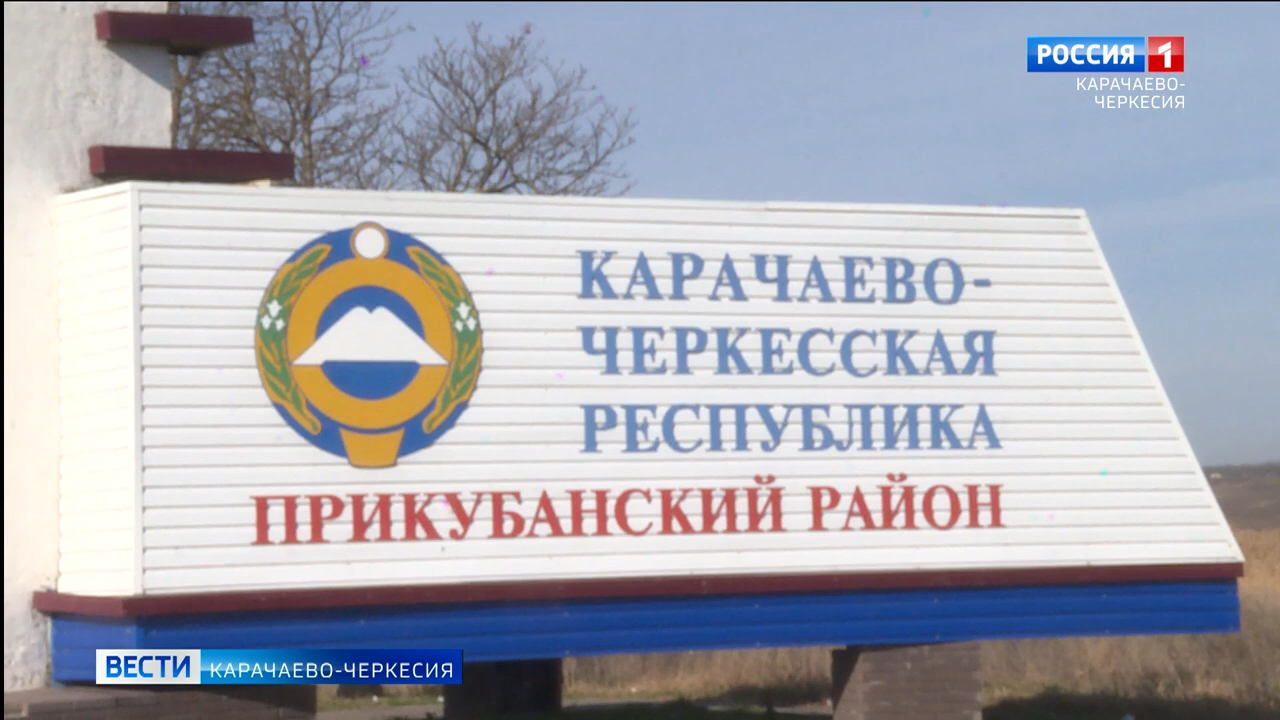 РОССИЯ 1
КАРАЧАЕВО-
ЧЕРКЕСИЯ
КАРАЧАЕВО-
ЧЕРКЕССКАЯ
РЕСПУБЛИКА
ПРИКУБАНСКИЙ РАЙОН
ВЕСТИ КАРАЧАЕВО-ЧЕРКЕСИЯ